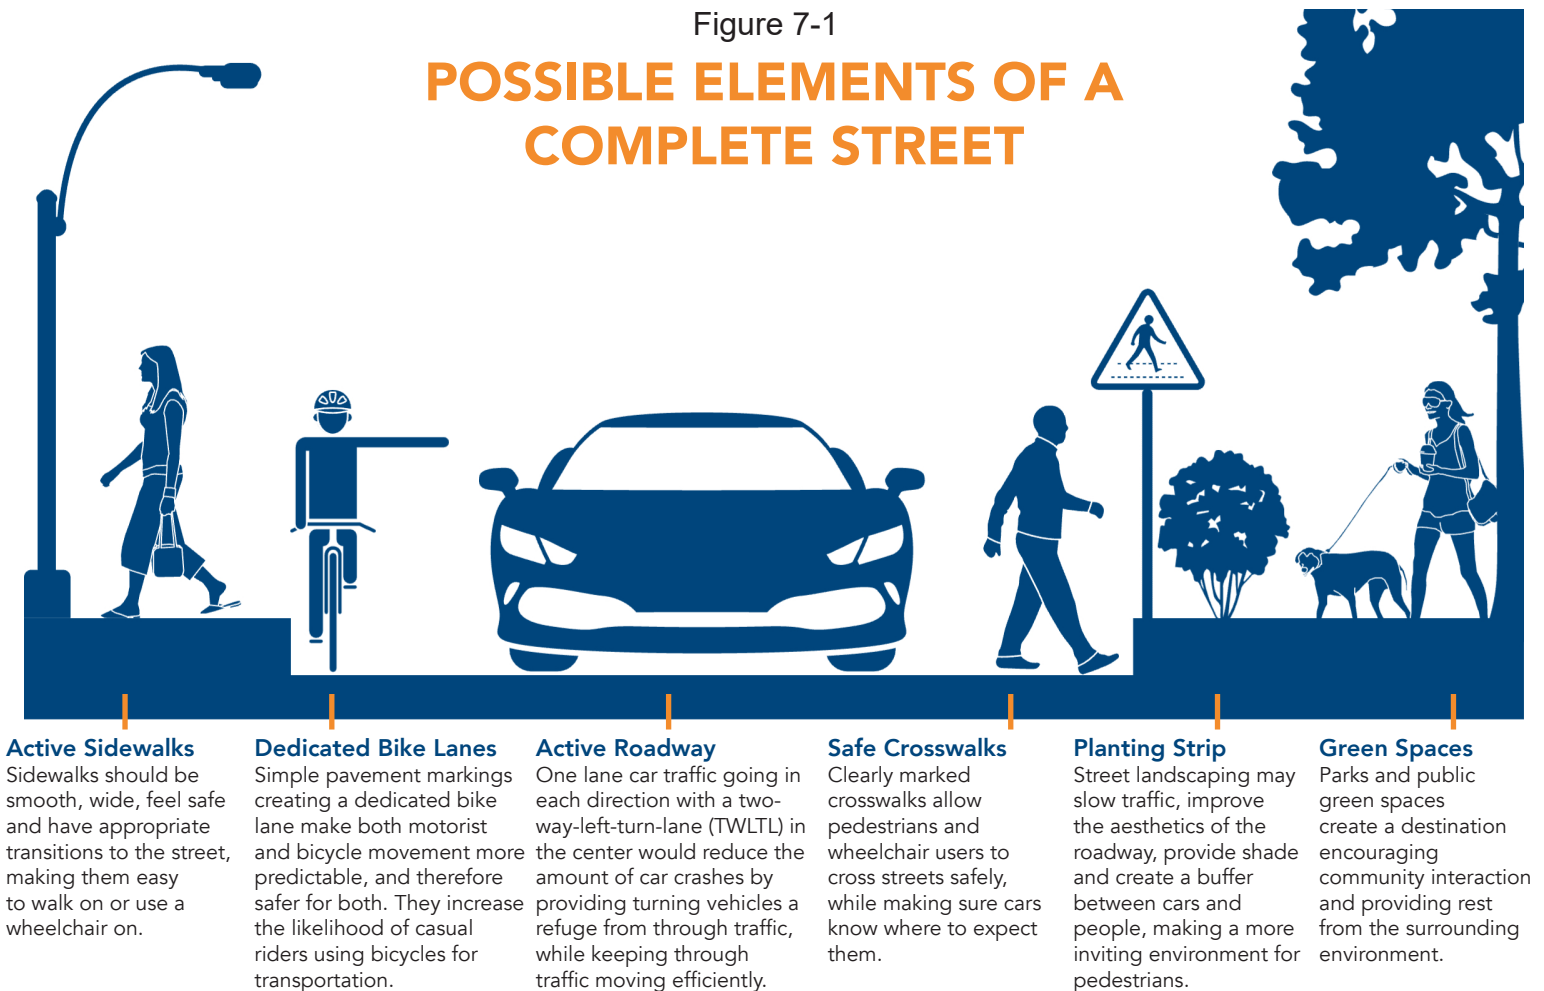 Figure 7-1
POSSIBLE ELEMENTS OF A
COMPLETE STREET
Active Sidewalks
Sidewalks should be
smooth, wide, feel safe
and have appropriate
transitions to the street,
making them easy
to walk on or use a
wheelchair on.
Dedicated Bike Lanes
Simple pavement markings
creating a dedicated bike
lane make both motorist
and bicycle movement more
predictable, and therefore
safer for both. They increase
the likelihood of casual
riders using bicycles for
transportation.
Active Roadway
One lane car traffic going in
each direction with a two-
way-left-turn-lane (TWLTL) in
the center would reduce the
amount of car crashes by
providing turning vehicles a
refuge from through traffic,
while keeping through
traffic moving efficiently.
Safe Crosswalks
Clearly marked
crosswalks allow
pedestrians and
wheelchair users to
cross streets safely,
while making sure cars
know where to expect
them.
Planting Strip
Street landscaping may
slow traffic, improve
the aesthetics of the
roadway, provide shade
and create a buffer
between cars and
people, making a more
inviting environment for
pedestrians.
Green Spaces
Parks and public
green spaces
create a destination
encouraging
community interaction
and providing rest
from the surrounding
environment.